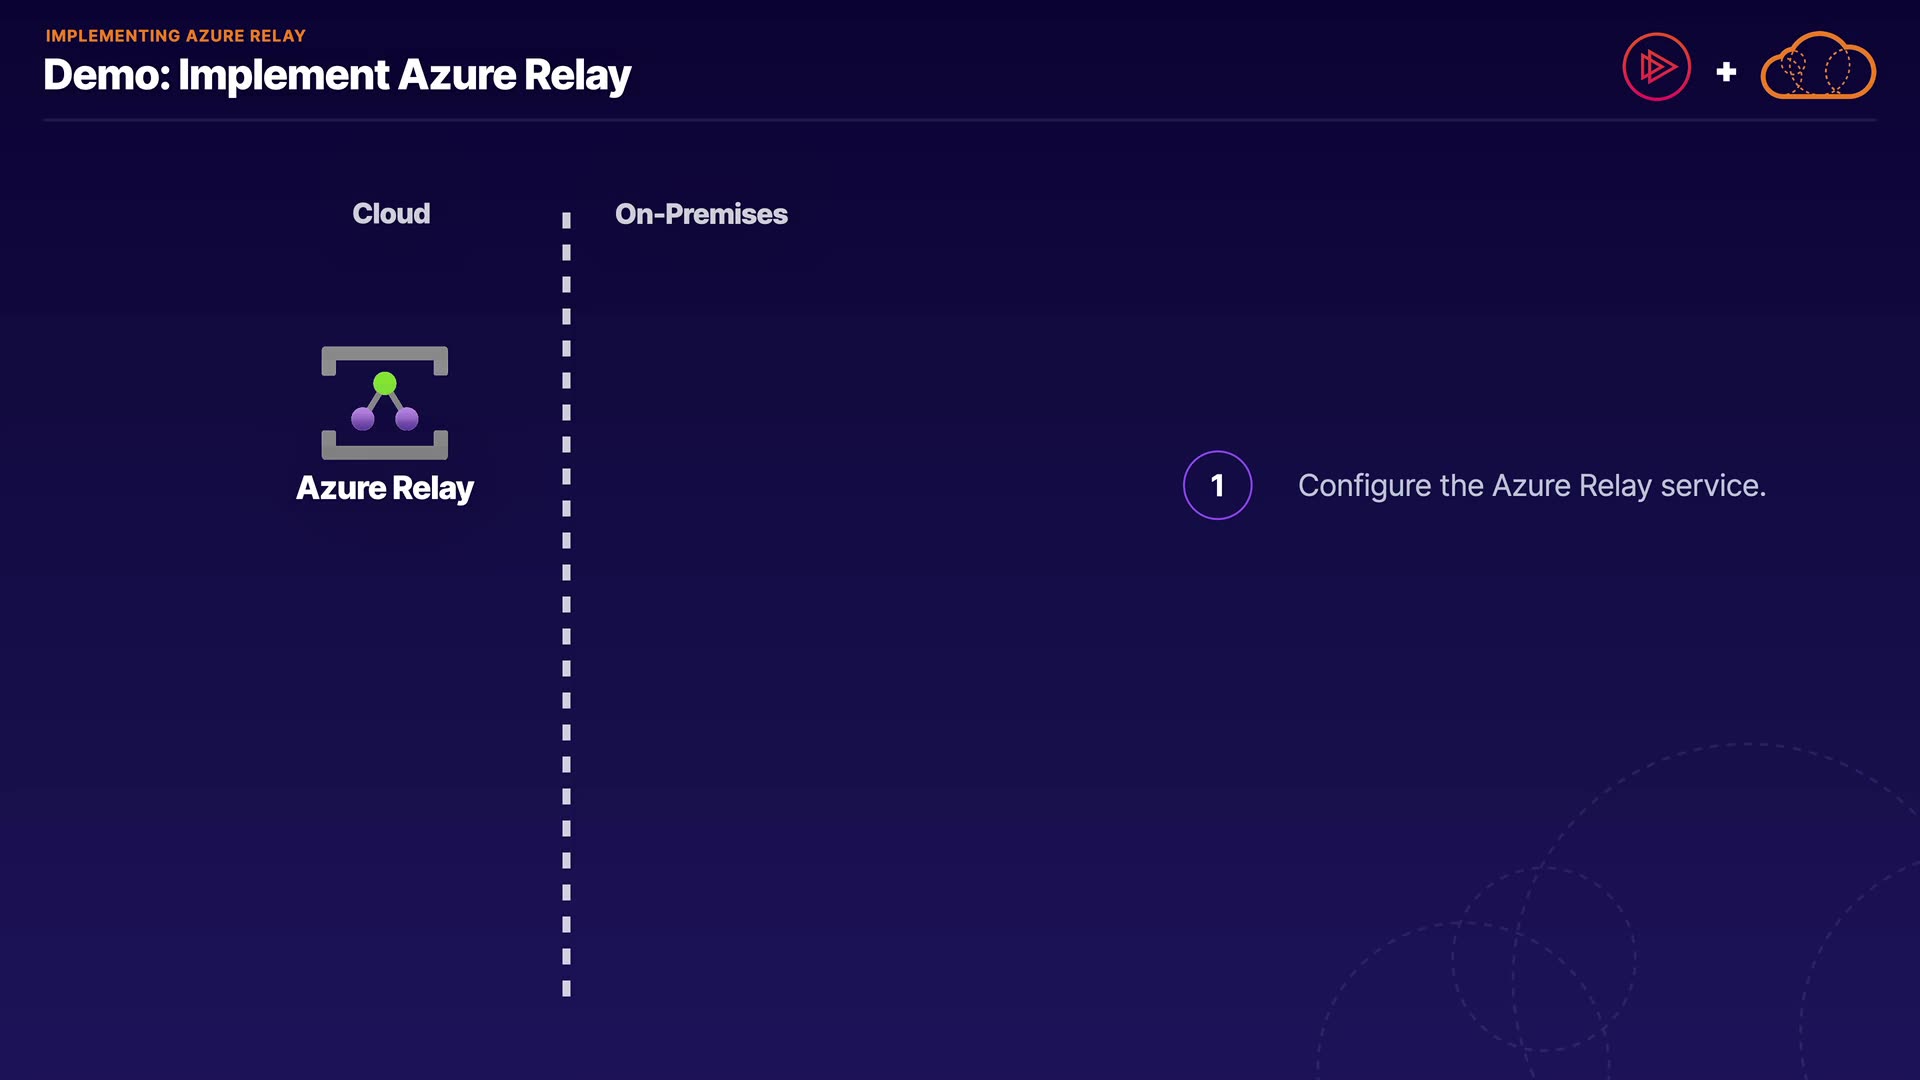 IMPLEMENTING AZURE RELAY
Demo: Implement Azure Relay
Cloud
On-Premises
Azure Relay
1
Configure the Azure Relay service.